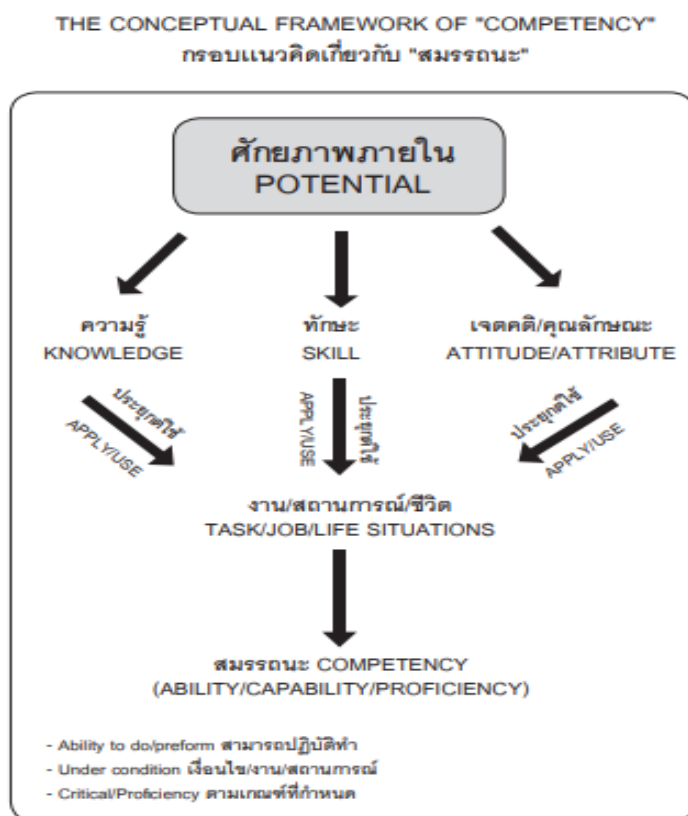 THE CONCEPTUAL FRAMEWORK OF "COMPETENCY"
กรอบแนวคิดเกี่ยวกับ "สมรรถนะ"
ศักยภาพภายใน
POTENTIAL
ความรู้
KNOWLEDGE
ทักษะ
SKILL
เจตคติ/คุณลักษณะ
ATTITUDE/ATTRIBUTE
ประยุกต์ใช้
APPLY/USE
ประยุกต์ใช้
APPLY/USE
ประยุกต์ใช้
APPLY/USE
งาน/สถานการณ์/ชีวิต
TASK/JOB/LIFE SITUATIONS
สมรรถนะ COMPETENCY
(ABILITY/CAPABILITY/PROFICIENCY)
- Ability to do/preform สามารถปฏิบัติทำ
- Under condition เงื่อนไข/งาน/สถานการณ์
- Critical/Proficiency ตามเกณฑ์ที่กำหนด